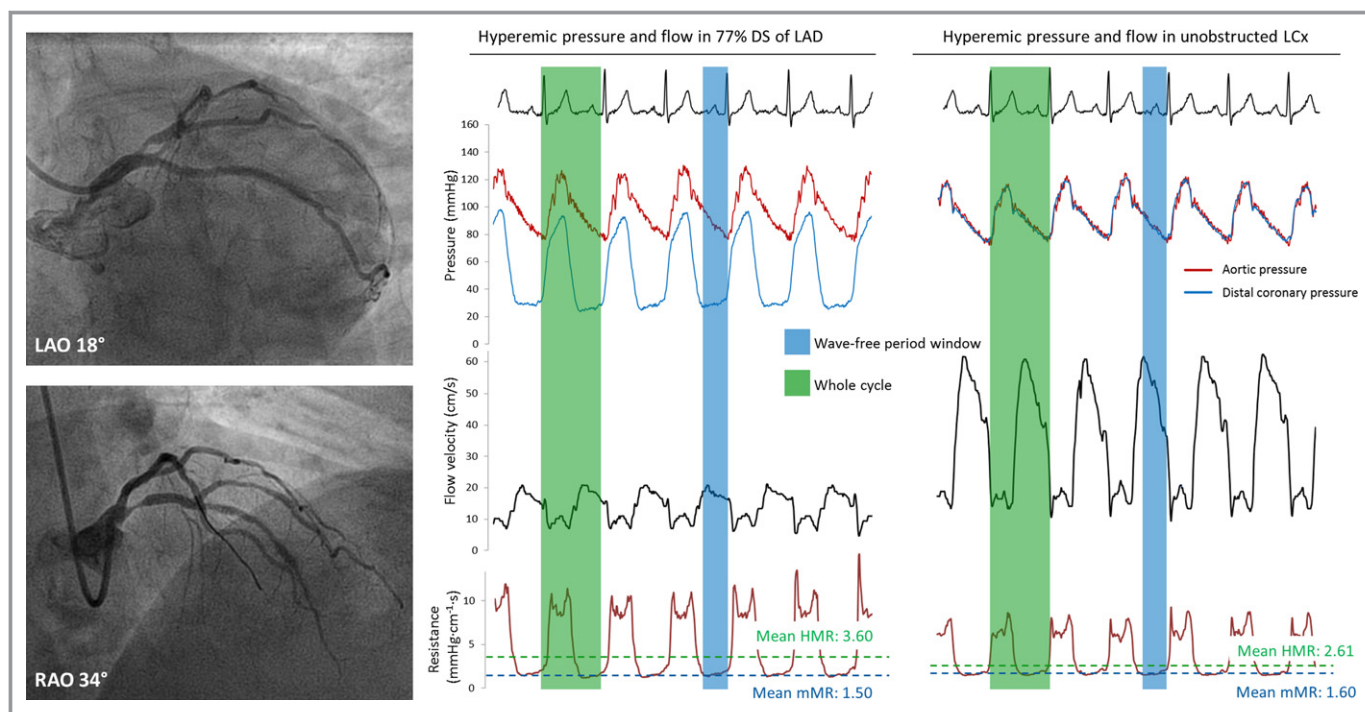 Hyperemic pressure and flow in 77% DS of LAD
Hyperemic pressure and flow in unobstructed LCx
LAO 18°
RAO 34°
Pressure (mmHg)
160
140
120
100
80
60
40
20
0
Aortic pressure
Distal coronary pressure
Wave-free period window
Whole cycle
Flow velocity (cm/s)
60
50
40
30
20
10
0
Resistance
(mmHg·cm⁻¹·s)
15
10
5
0
Mean HMR: 3.60
Mean mMR: 1.50
Mean HMR: 2.61
Mean mMR: 1.60